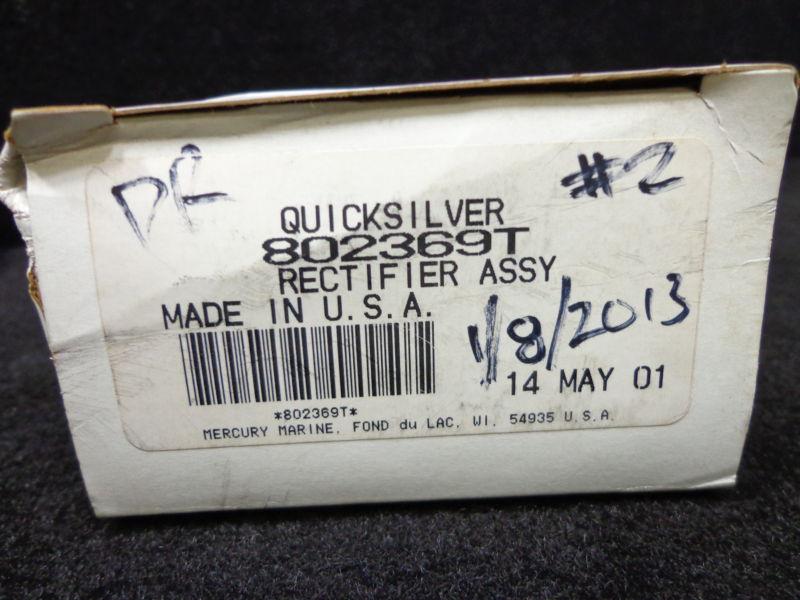 DR #2
QUICKSILVER
802369T
RECTIFIER ASSY
MADE IN U.S.A.
1/8/2013
14 MAY 01
*802369T*
MERCURY MARINE, FOND du LAC, WI. 54935 U.S.A.